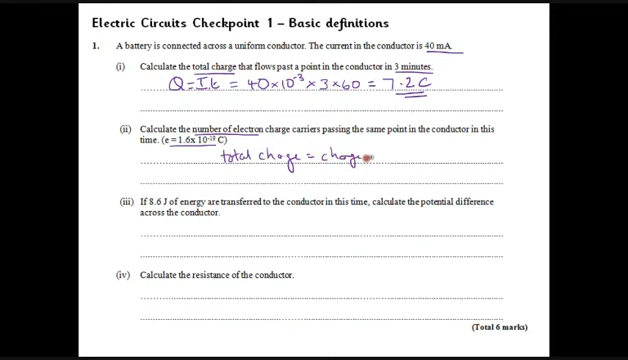 Electric Circuits Checkpoint 1 – Basic definitions
1. A battery is connected across a uniform conductor. The current in the conductor is 40 mA.
(i) Calculate the total charge that flows past a point in the conductor in 3 minutes.
Q = It = 40 × 10⁻³ × 3 × 60 = 7.2C
(ii) Calculate the number of electron charge carriers passing the same point in the conductor in this
time. (e = 1.6x 10⁻¹⁹ C)
total charge = charge
(iii) If 8.6 J of energy are transferred to the conductor in this time, calculate the potential difference
across the conductor.
(iv) Calculate the resistance of the conductor.
(Total 6 marks)